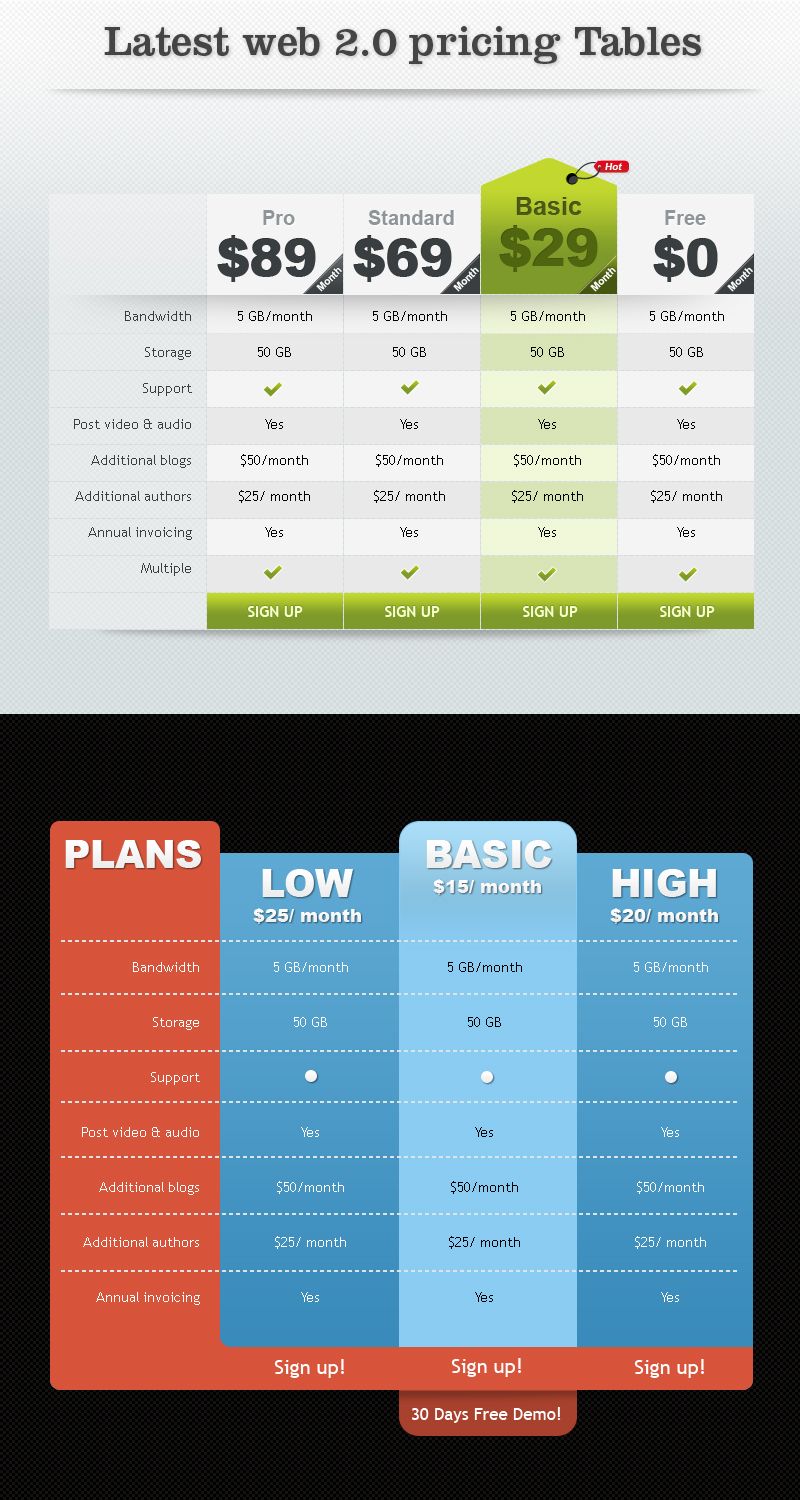 Latest web 2.0 pricing Tables
Hot
Pro Standard Basic Free
$89 $69 $29 $0
Month Month Month Month
Bandwidth 5 GB/month 5 GB/month 5 GB/month 5 GB/month
Storage 50 GB 50 GB 50 GB 50 GB
Support
Post video & audio Yes Yes Yes Yes
Additional blogs $50/month $50/month $50/month $50/month
Additional authors $25/ month $25/ month $25/ month $25/ month
Annual invoicing Yes Yes Yes Yes
Multiple
SIGN UP SIGN UP SIGN UP SIGN UP
PLANS BASIC
LOW $15/ month HIGH
$25/ month $20/ month
Bandwidth 5 GB/month 5 GB/month 5 GB/month
Storage 50 GB 50 GB 50 GB
Support
Post video & audio Yes Yes Yes
Additional blogs $50/month $50/month $50/month
Additional authors $25/ month $25/ month $25/ month
Annual invoicing Yes Yes Yes
Sign up! Sign up! Sign up!
30 Days Free Demo!